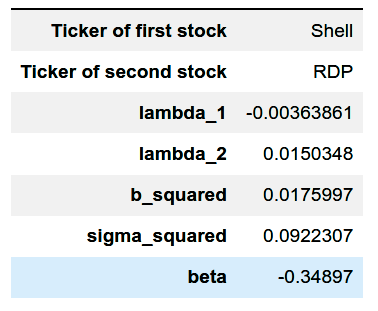 Ticker of first stock Shell
Ticker of second stock RDP
lambda_1 -0.00363861
lambda_2 0.0150348
b_squared 0.0175997
sigma_squared 0.0922307
beta -0.34897